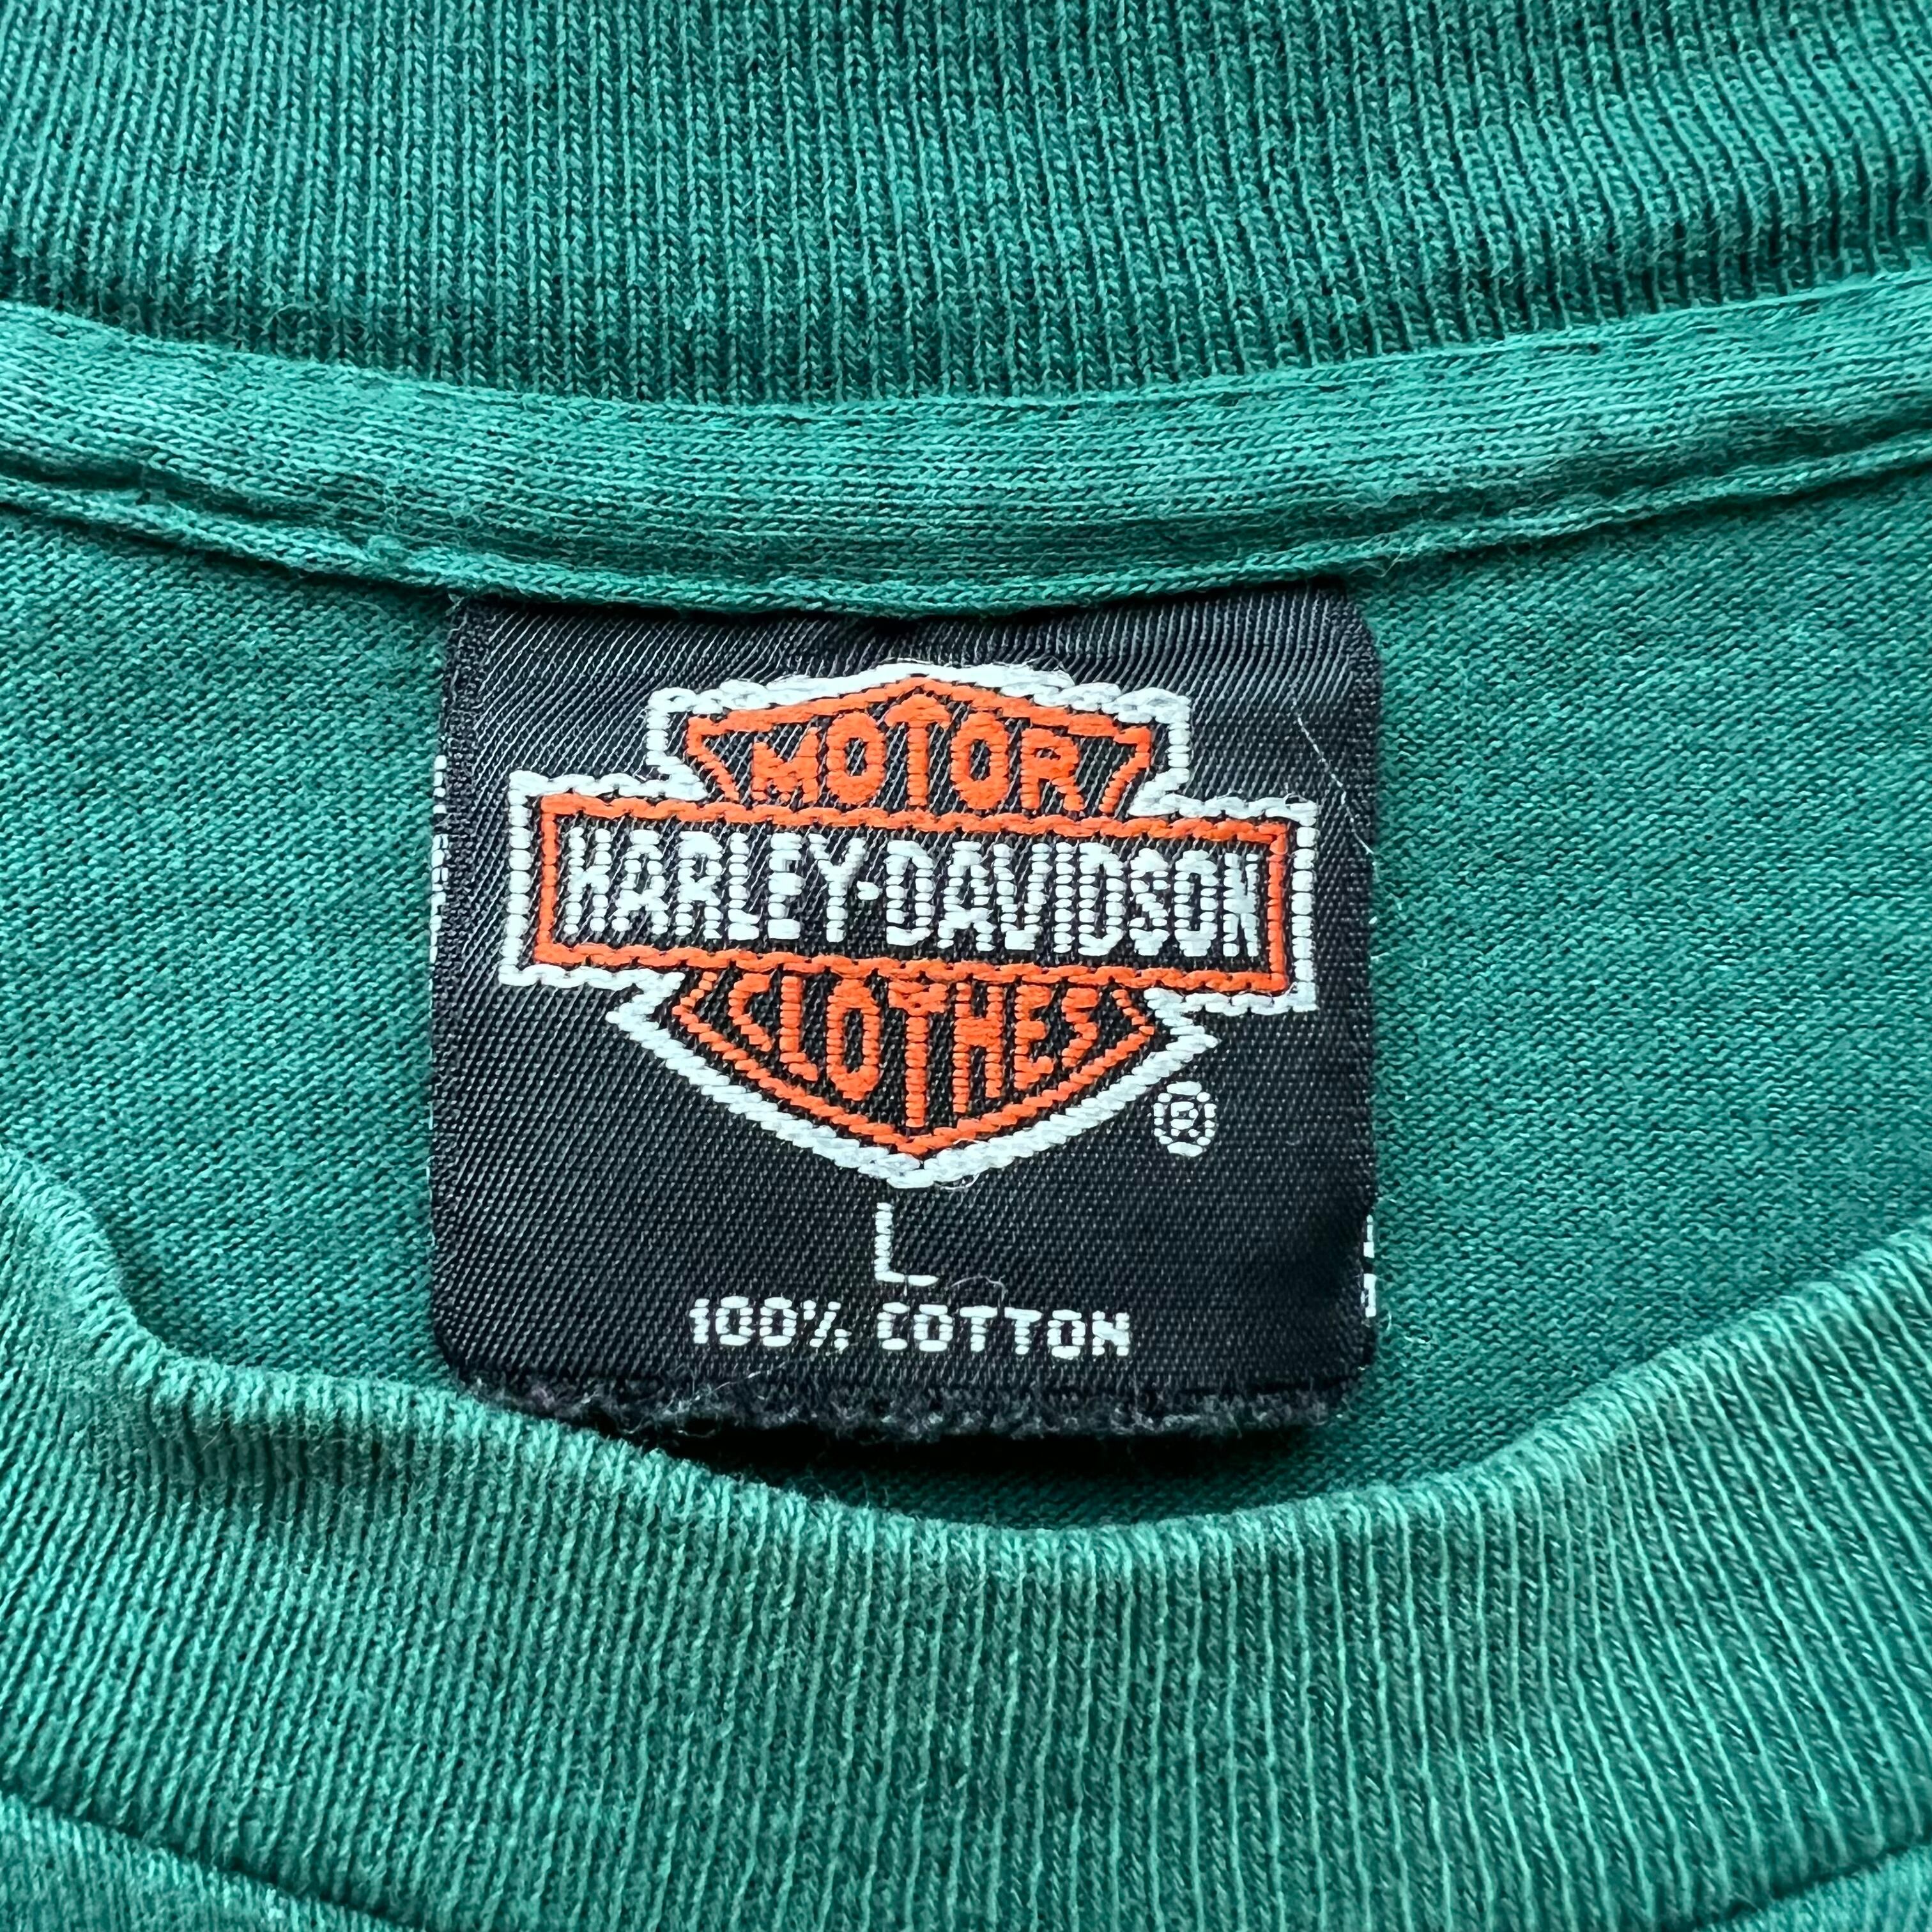 MOTOR
HARLEY-DAVIDSON
CLOTHES
®
L
100% COTTON